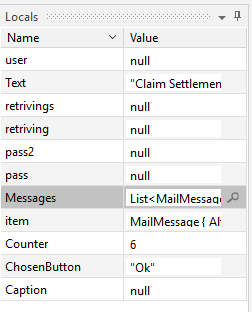 Locals
Name Value
user null
Text "Claim Settlemen
retrivings null
retriving null
pass2 null
pass null
Messages List<MailMessage
item MailMessage { Al
Counter 6
ChosenButton "Ok"
Caption null